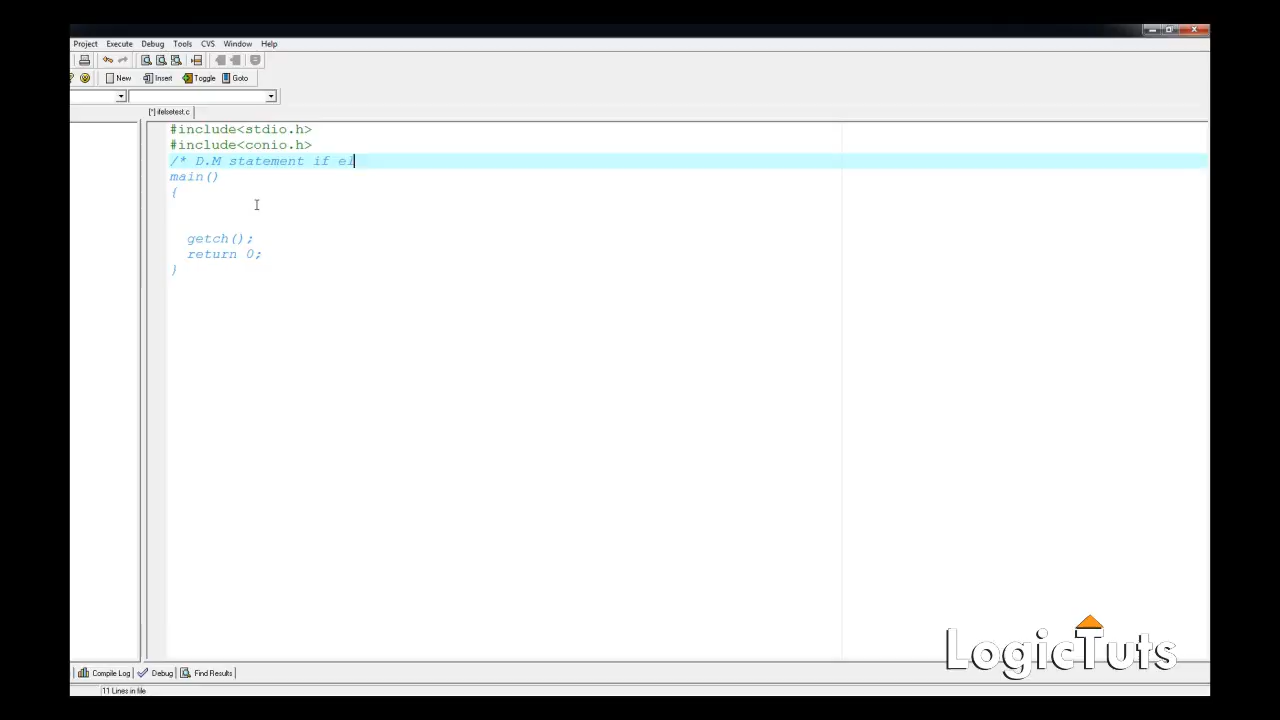 Project Execute Debug Tools CVS Window Help
New Insert Toggle Goto
[*] ifelsetest.c
#include<stdio.h>
#include<conio.h>
/* D.M statement if el
main()
{
getch();
return 0;
}
LogicTuts
Compile Log Debug Find Results
11 Lines in file